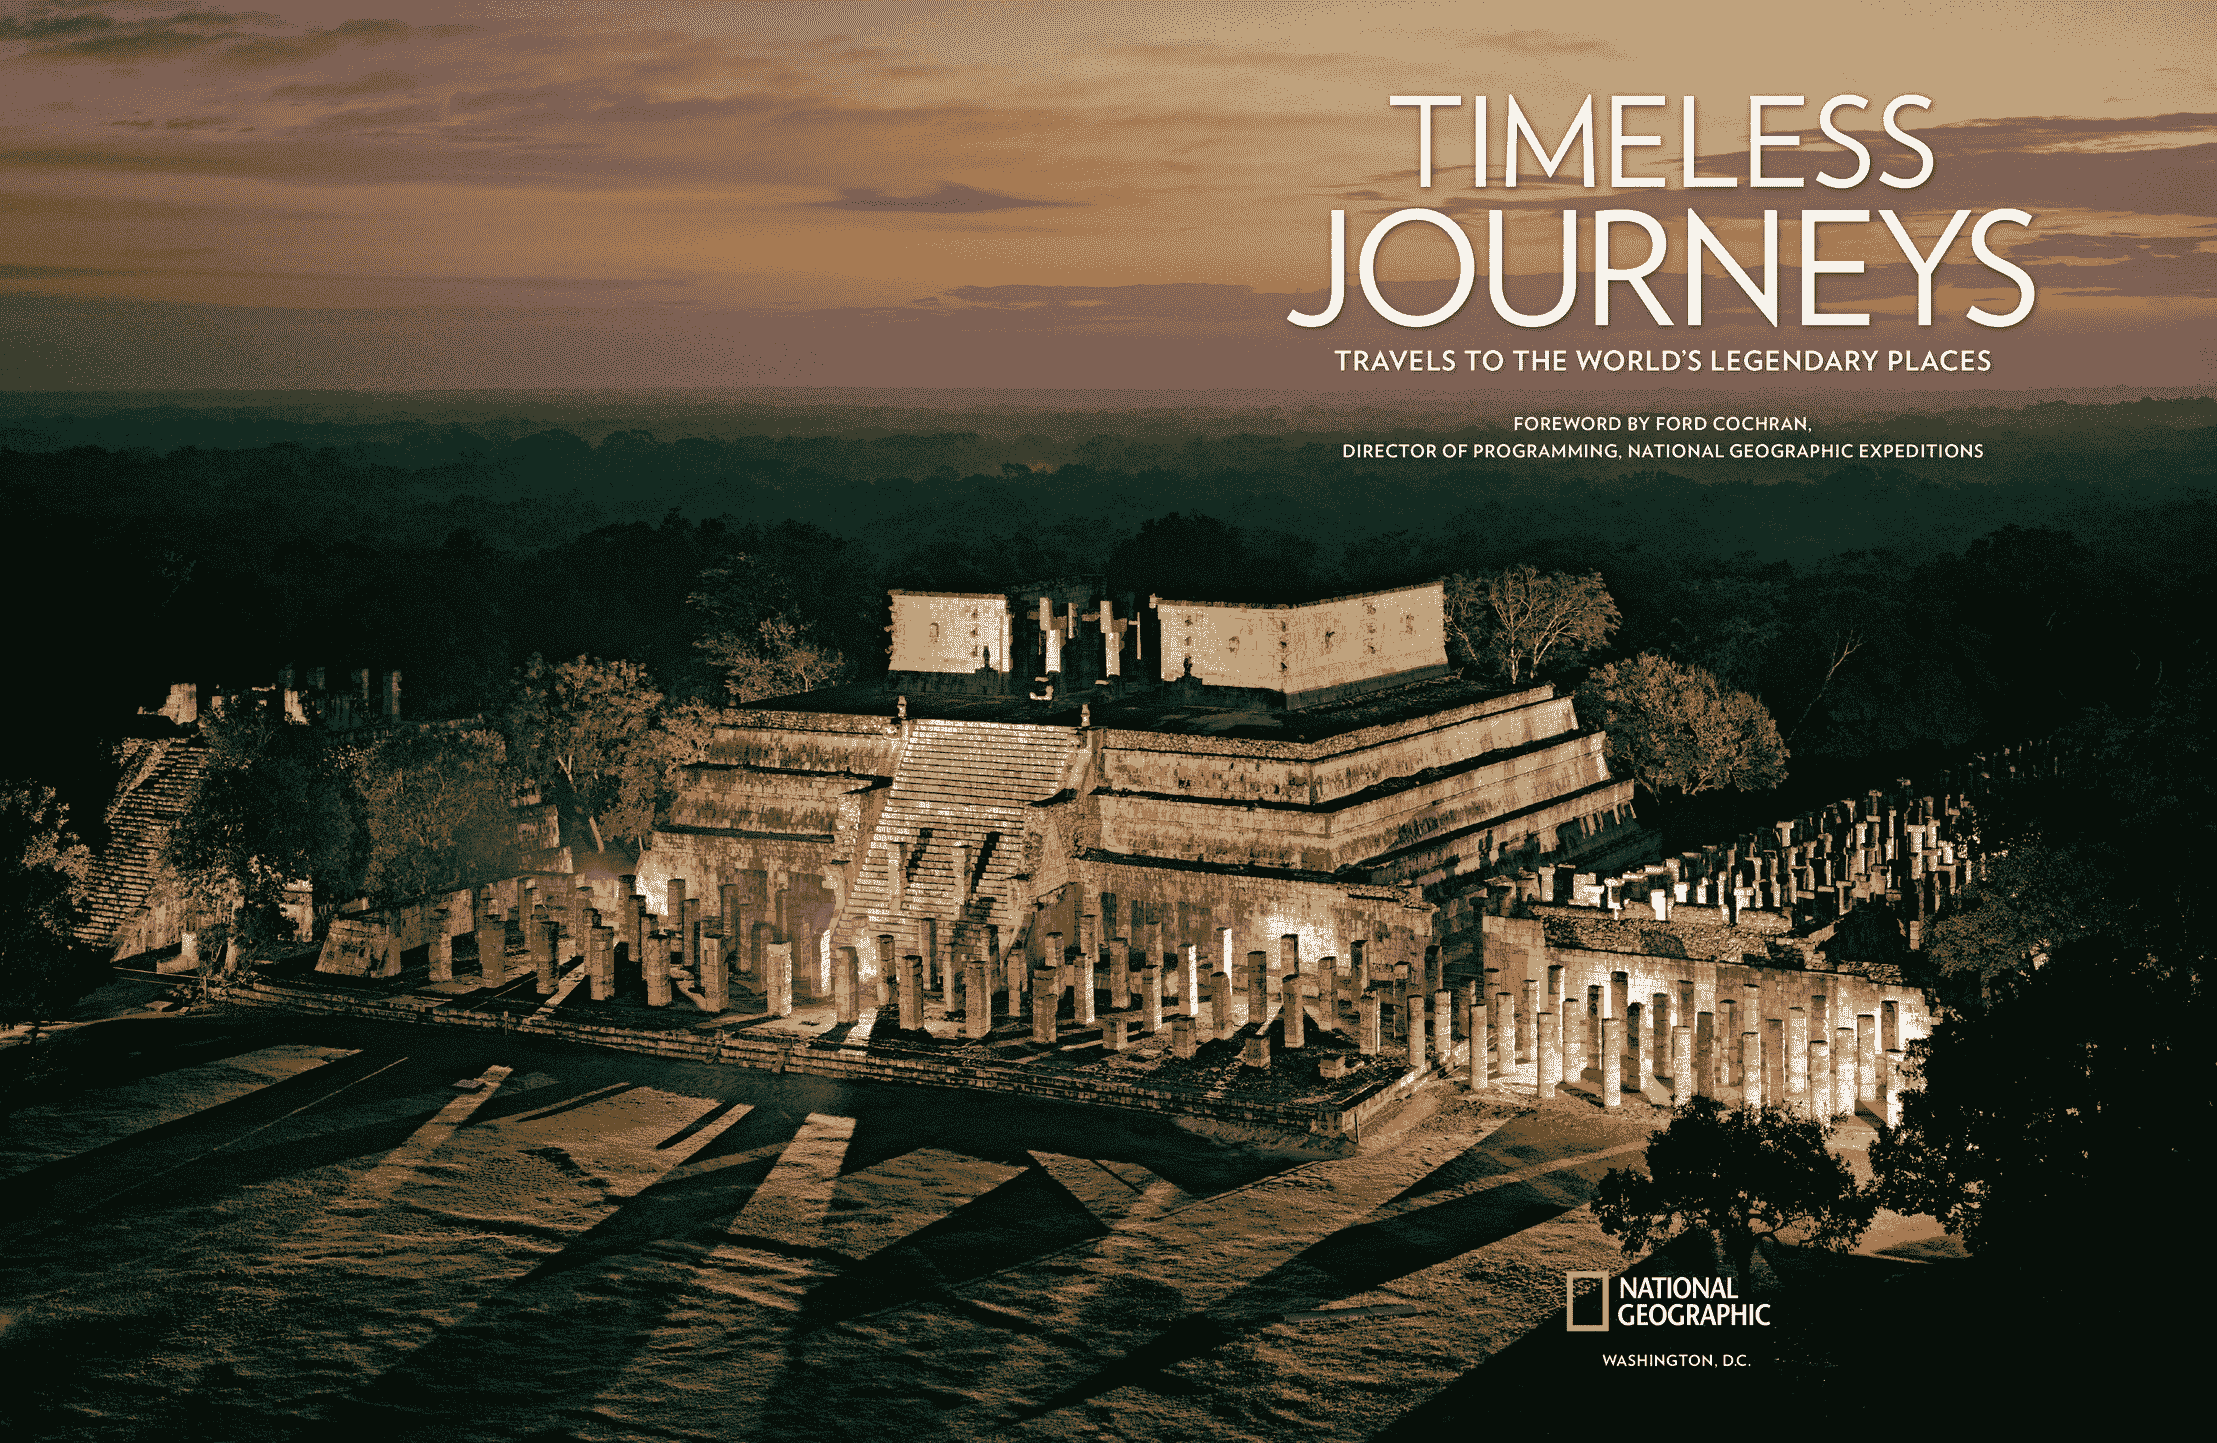 TIMELESS
JOURNEYS
TRAVELS TO THE WORLD’S LEGENDARY PLACES
FOREWORD BY FORD COCHRAN,
DIRECTOR OF PROGRAMMING, NATIONAL GEOGRAPHIC EXPEDITIONS
NATIONAL
GEOGRAPHIC
WASHINGTON, D.C.